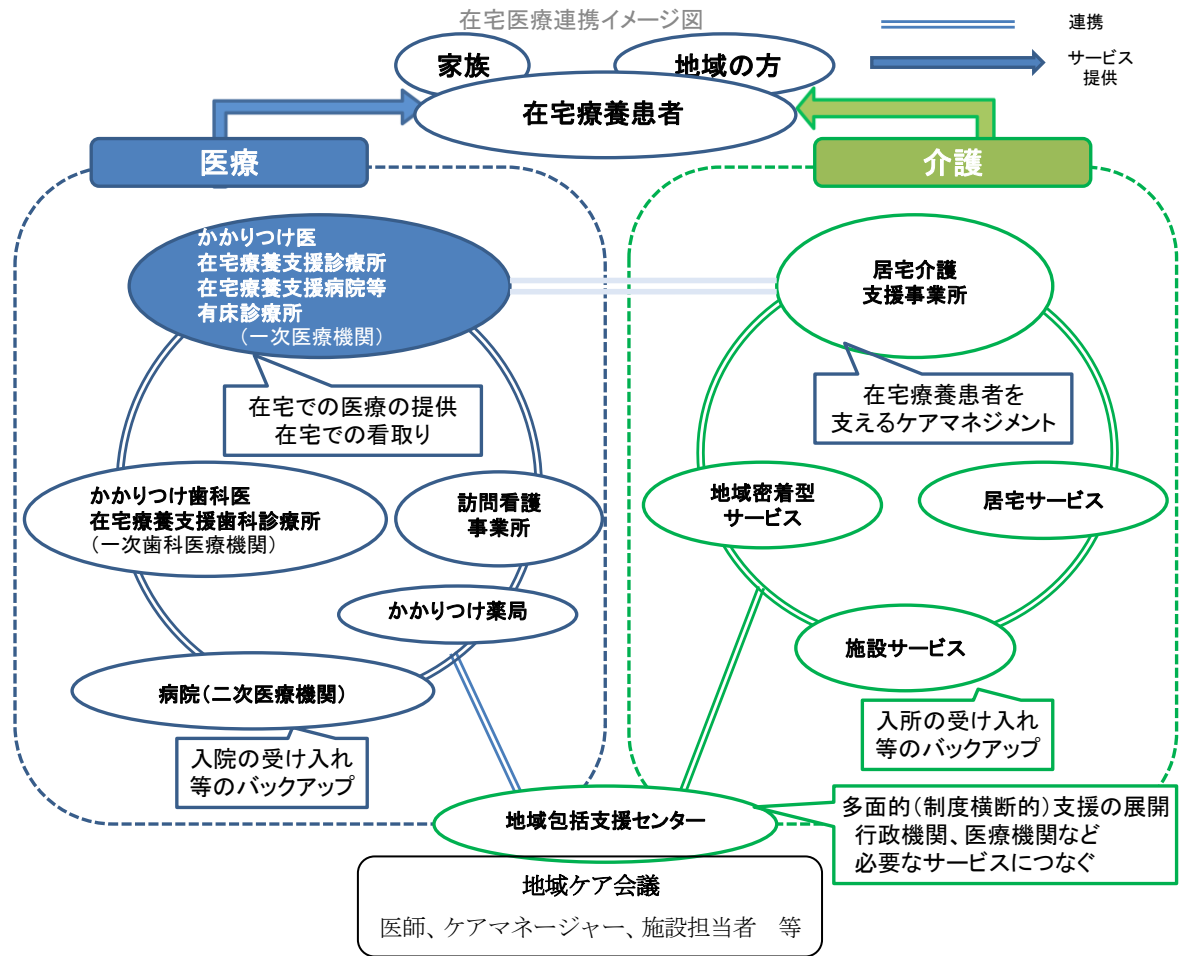 在宅医療連携イメージ図
連携
サービス
提供
家族
地域の方
在宅療養患者
医療
介護
かかりつけ医
在宅療養支援診療所
在宅療養支援病院等
有床診療所
（一次医療機関）
居宅介護
支援事業所
在宅での医療の提供
在宅での看取り
在宅療養患者を
支えるケアマネジメント
かかりつけ歯科医
在宅療養支援歯科診療所
（一次歯科医療機関）
訪問看護
事業所
地域密着型
サービス
居宅サービス
かかりつけ薬局
施設サービス
病院（二次医療機関）
入院の受け入れ
等のバックアップ
入所の受け入れ
等のバックアップ
地域包括支援センター
多面的（制度横断的）支援の展開
行政機関、医療機関など
必要なサービスにつなぐ
地域ケア会議
医師、ケアマネージャー、施設担当者　等